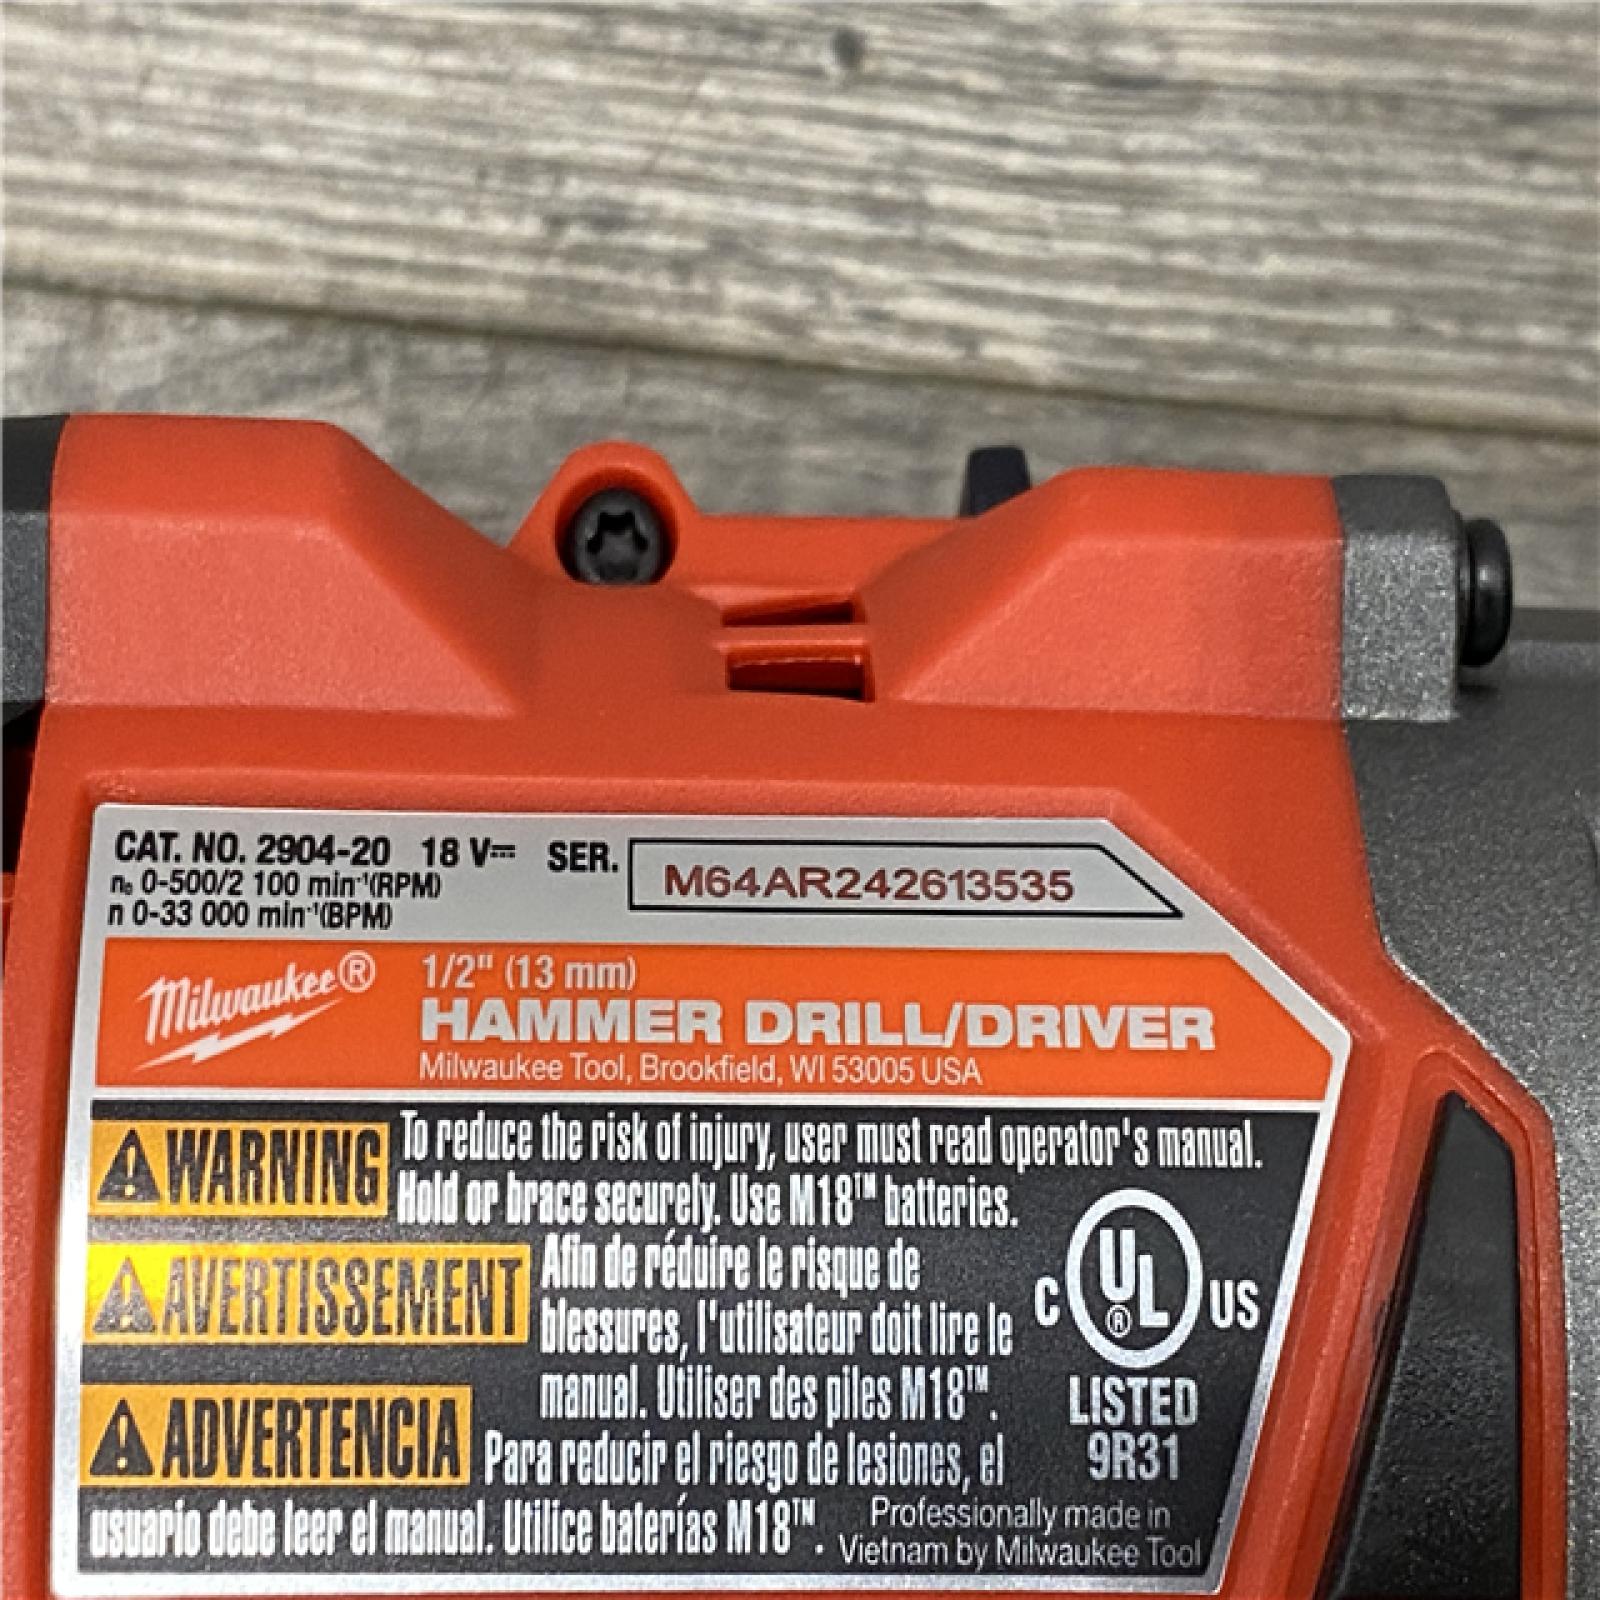 CAT. NO. 2904-20 18 V⎓ SER. M64AR242613535
n₀ 0-500/2 100 min⁻¹(RPM)
n 0-33 000 min⁻¹(BPM)
Milwaukee®
1/2" (13 mm)
HAMMER DRILL/DRIVER
Milwaukee Tool, Brookfield, WI 53005 USA
⚠WARNING To reduce the risk of injury, user must read operator's manual.
Hold or brace securely. Use M18™ batteries.
⚠AVERTISSEMENT Afin de réduire le risque de
blessures, l'utilisateur doit lire le
manual. Utiliser des piles M18™.
⚠ADVERTENCIA Para reducir el riesgo de lesiones, el
usuario debe leer el manual. Utilice baterías M18™.
C UL® US
LISTED
9R31
Professionally made in
Vietnam by Milwaukee Tool